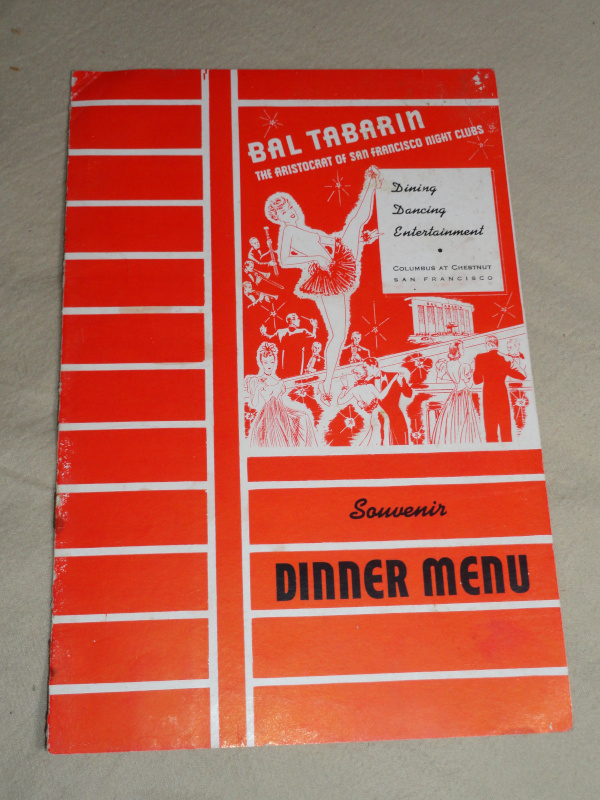 BAL TABARIN
THE ARISTOCRAT OF SAN FRANCISCO NIGHT CLUBS
Dining
Dancing
Entertainment
COLUMBUS AT CHESTNUT
SAN FRANCISCO
Souvenir
DINNER MENU